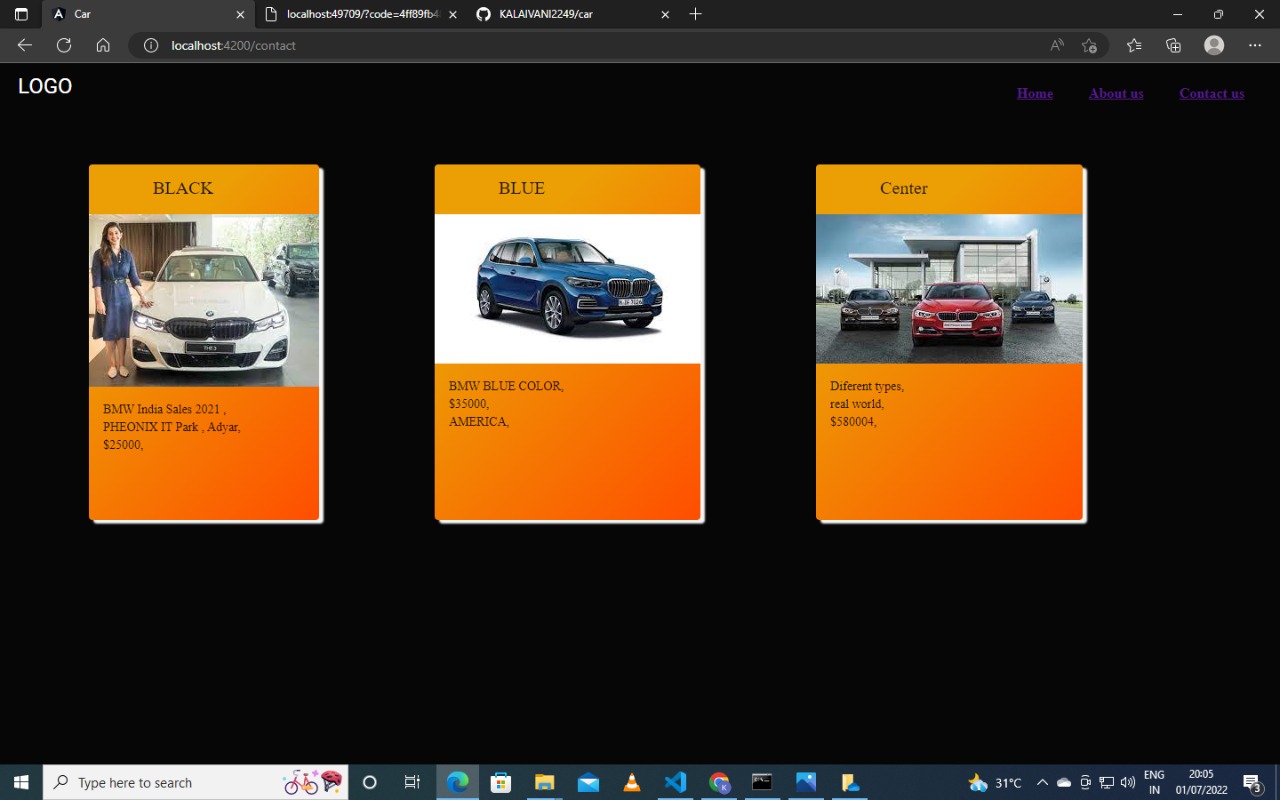 Car
localhost:49709/?code=4ff89fb4
KALAIVANI2249/car
localhost:4200/contact
LOGO
Home
About us
Contact us
BLACK
BMW India Sales 2021 ,
PHEONIX IT Park , Adyar,
$25000,
BLUE
BMW BLUE COLOR,
$35000,
AMERICA,
Center
Diferent types,
real world,
$580004,
Type here to search
31°C
ENG
IN
20:05
01/07/2022
3